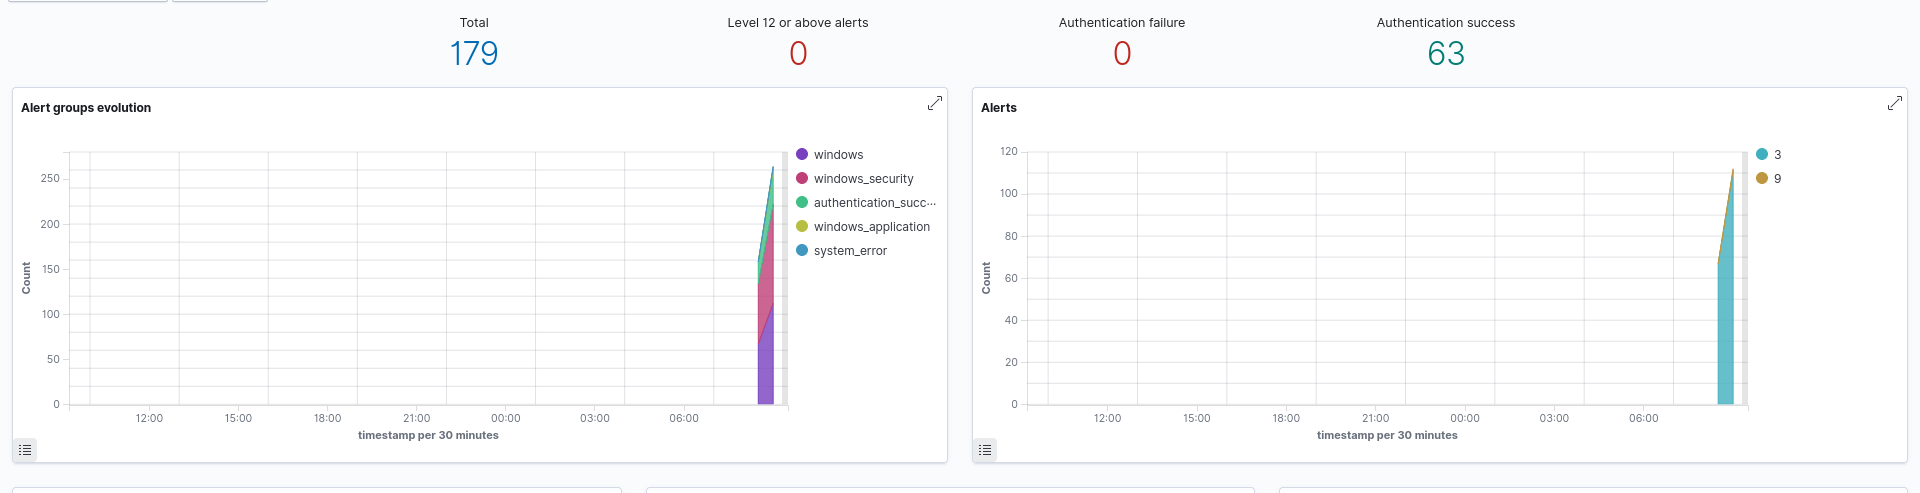 Total
179
Level 12 or above alerts
0
Authentication failure
0
Authentication success
63
Alert groups evolution
Count
250
200
150
100
50
0
12:00 15:00 18:00 21:00 00:00 03:00 06:00
timestamp per 30 minutes
windows
windows_security
authentication_succ...
windows_application
system_error
Alerts
Count
120
100
80
60
40
20
0
12:00 15:00 18:00 21:00 00:00 03:00 06:00
timestamp per 30 minutes
3
9